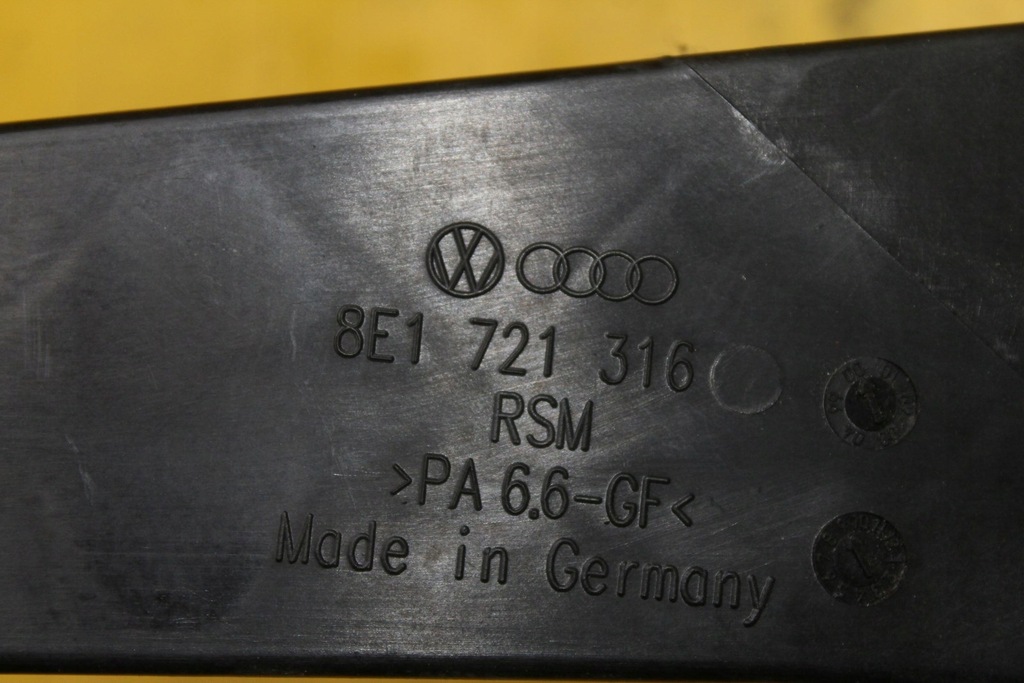 8E1 721 316
RSM
>PA 6.6-GF<
Made in Germany